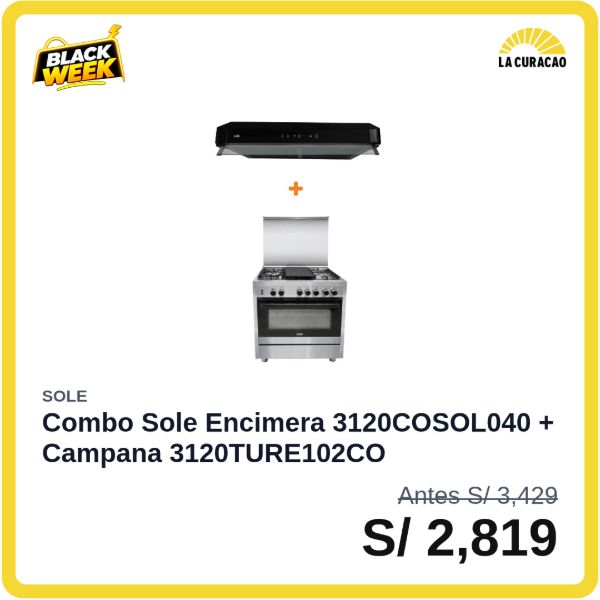 BLACK
WEEK
LA CURACAO
SOLE
Combo Sole Encimera 3120COSOL040 +
Campana 3120TURE102CO
Antes S/ 3,429
S/ 2,819